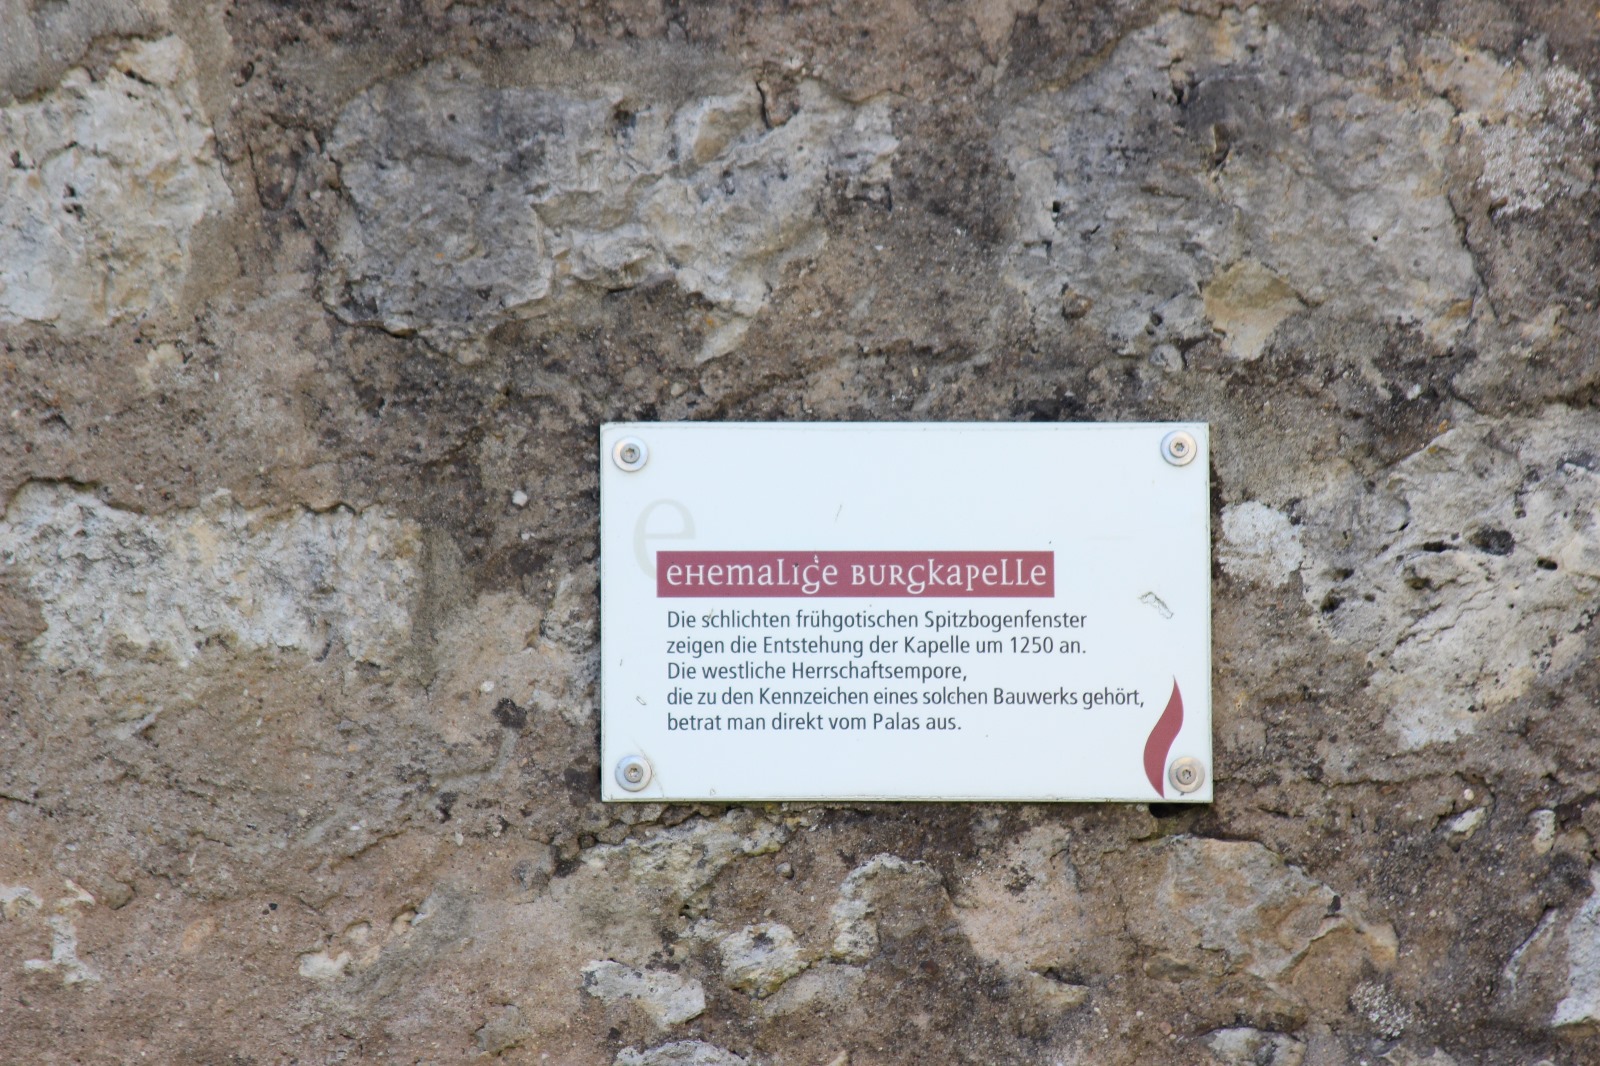 e
eHemaLige BURgkapeLLe
Die schlichten frühgotischen Spitzbogenfenster
zeigen die Entstehung der Kapelle um 1250 an.
Die westliche Herrschaftsempore,
die zu den Kennzeichen eines solchen Bauwerks gehört,
betrat man direkt vom Palas aus.